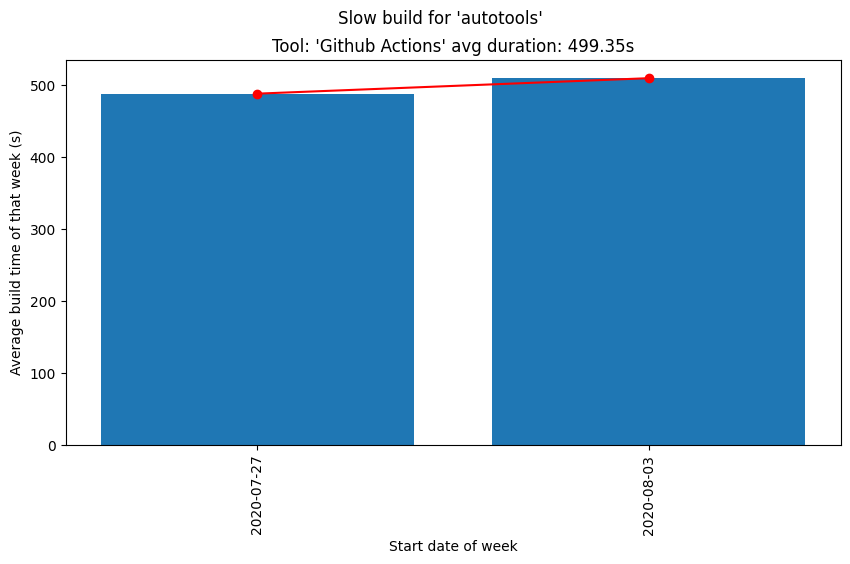 Slow build for 'autotools'
Tool: 'Github Actions' avg duration: 499.35s
Average build time of that week (s)
500
400
300
200
100
0
2020-07-27
2020-08-03
Start date of week